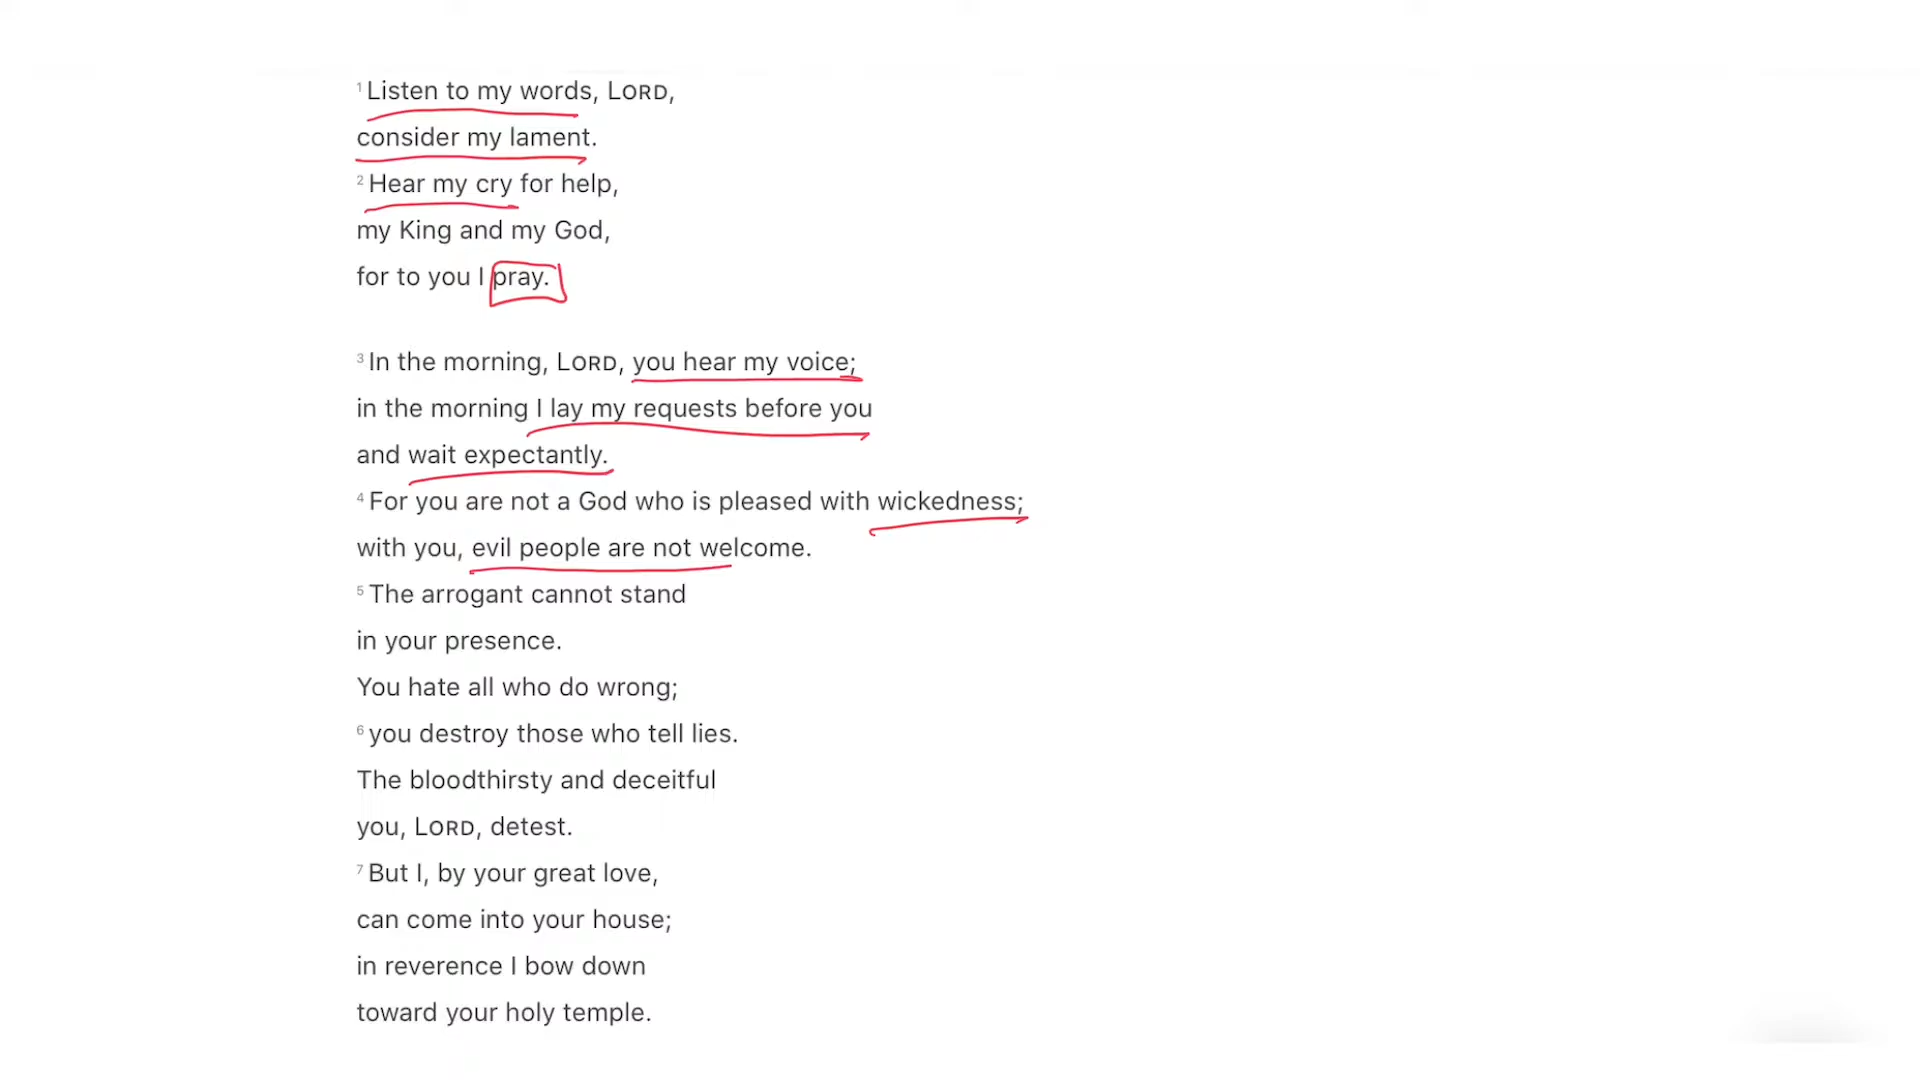 1 Listen to my words, LORD,
consider my lament.
2 Hear my cry for help,
my King and my God,
for to you I pray.
3 In the morning, LORD, you hear my voice;
in the morning I lay my requests before you
and wait expectantly.
4 For you are not a God who is pleased with wickedness;
with you, evil people are not welcome.
5 The arrogant cannot stand
in your presence.
You hate all who do wrong;
6 you destroy those who tell lies.
The bloodthirsty and deceitful
you, LORD, detest.
7 But I, by your great love,
can come into your house;
in reverence I bow down
toward your holy temple.